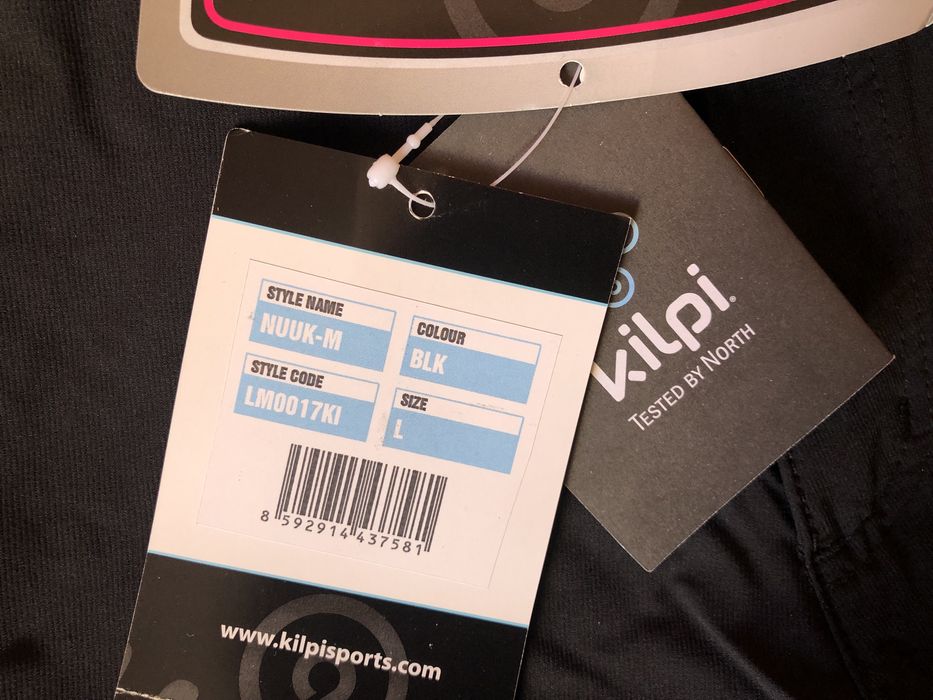 STYLE NAME
NUUK-M
COLOUR
BLK
STYLE CODE
LM0017KI
SIZE
L
8 592914 437581
www.kilpisports.com
kilpi®
TESTED BY NORTH